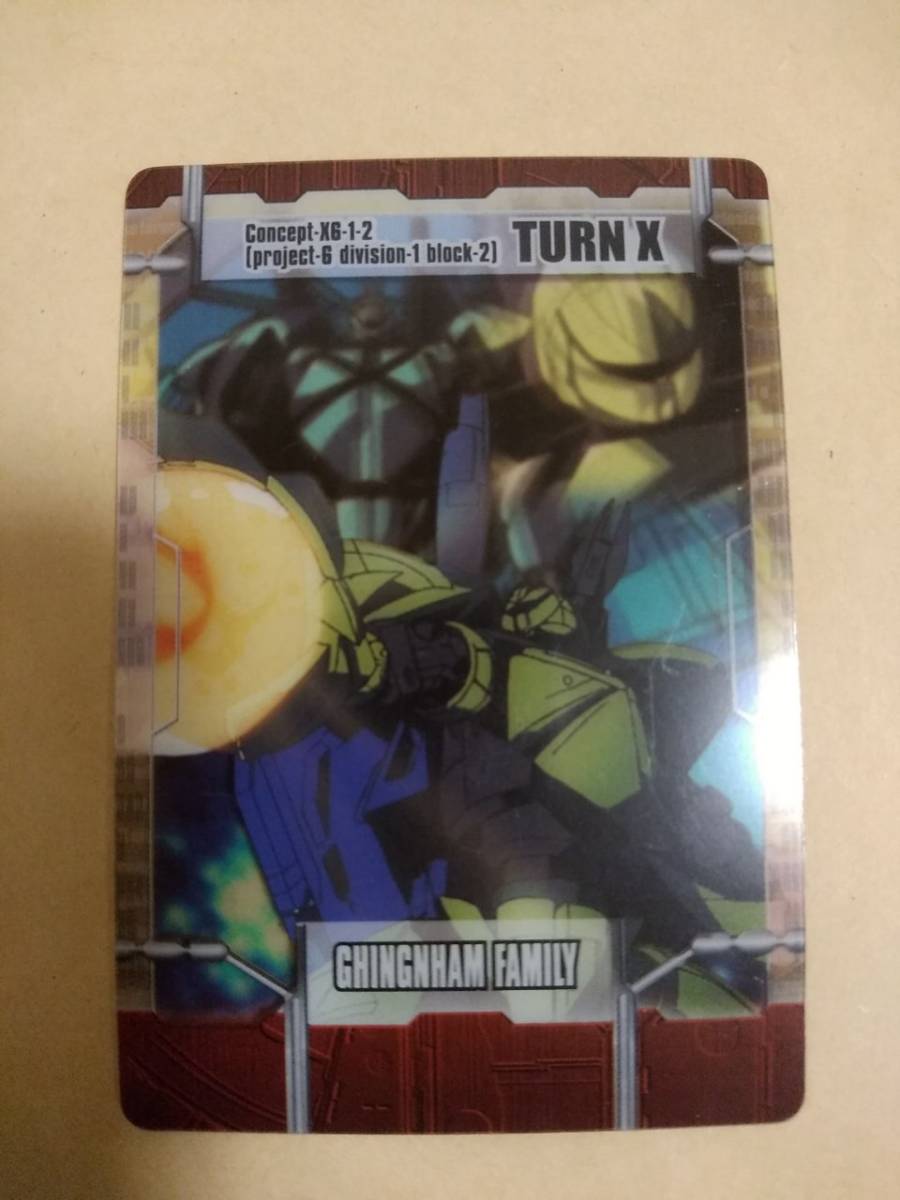 Concept-X6-1-2
(project-6 division-1 block-2)
TURN X
GHINGNHAM FAMILY